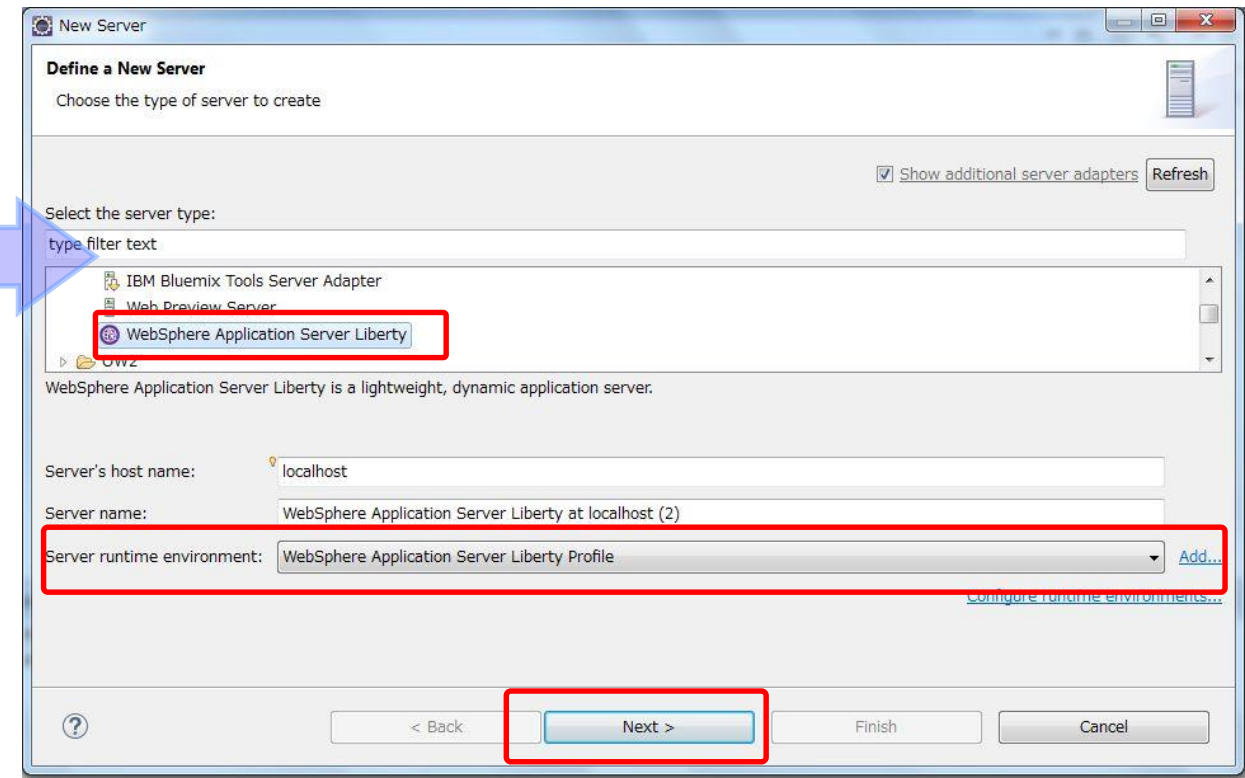 New Server
Define a New Server
Choose the type of server to create
Show additional server adapters Refresh
Select the server type:
type filter text
IBM Bluemix Tools Server Adapter
Web Preview Server
WebSphere Application Server Liberty
OW2
WebSphere Application Server Liberty is a lightweight, dynamic application server.
Server's host name: localhost
Server name: WebSphere Application Server Liberty at localhost (2)
Server runtime environment: WebSphere Application Server Liberty Profile Add...
Configure runtime environments...
? < Back Next > Finish Cancel